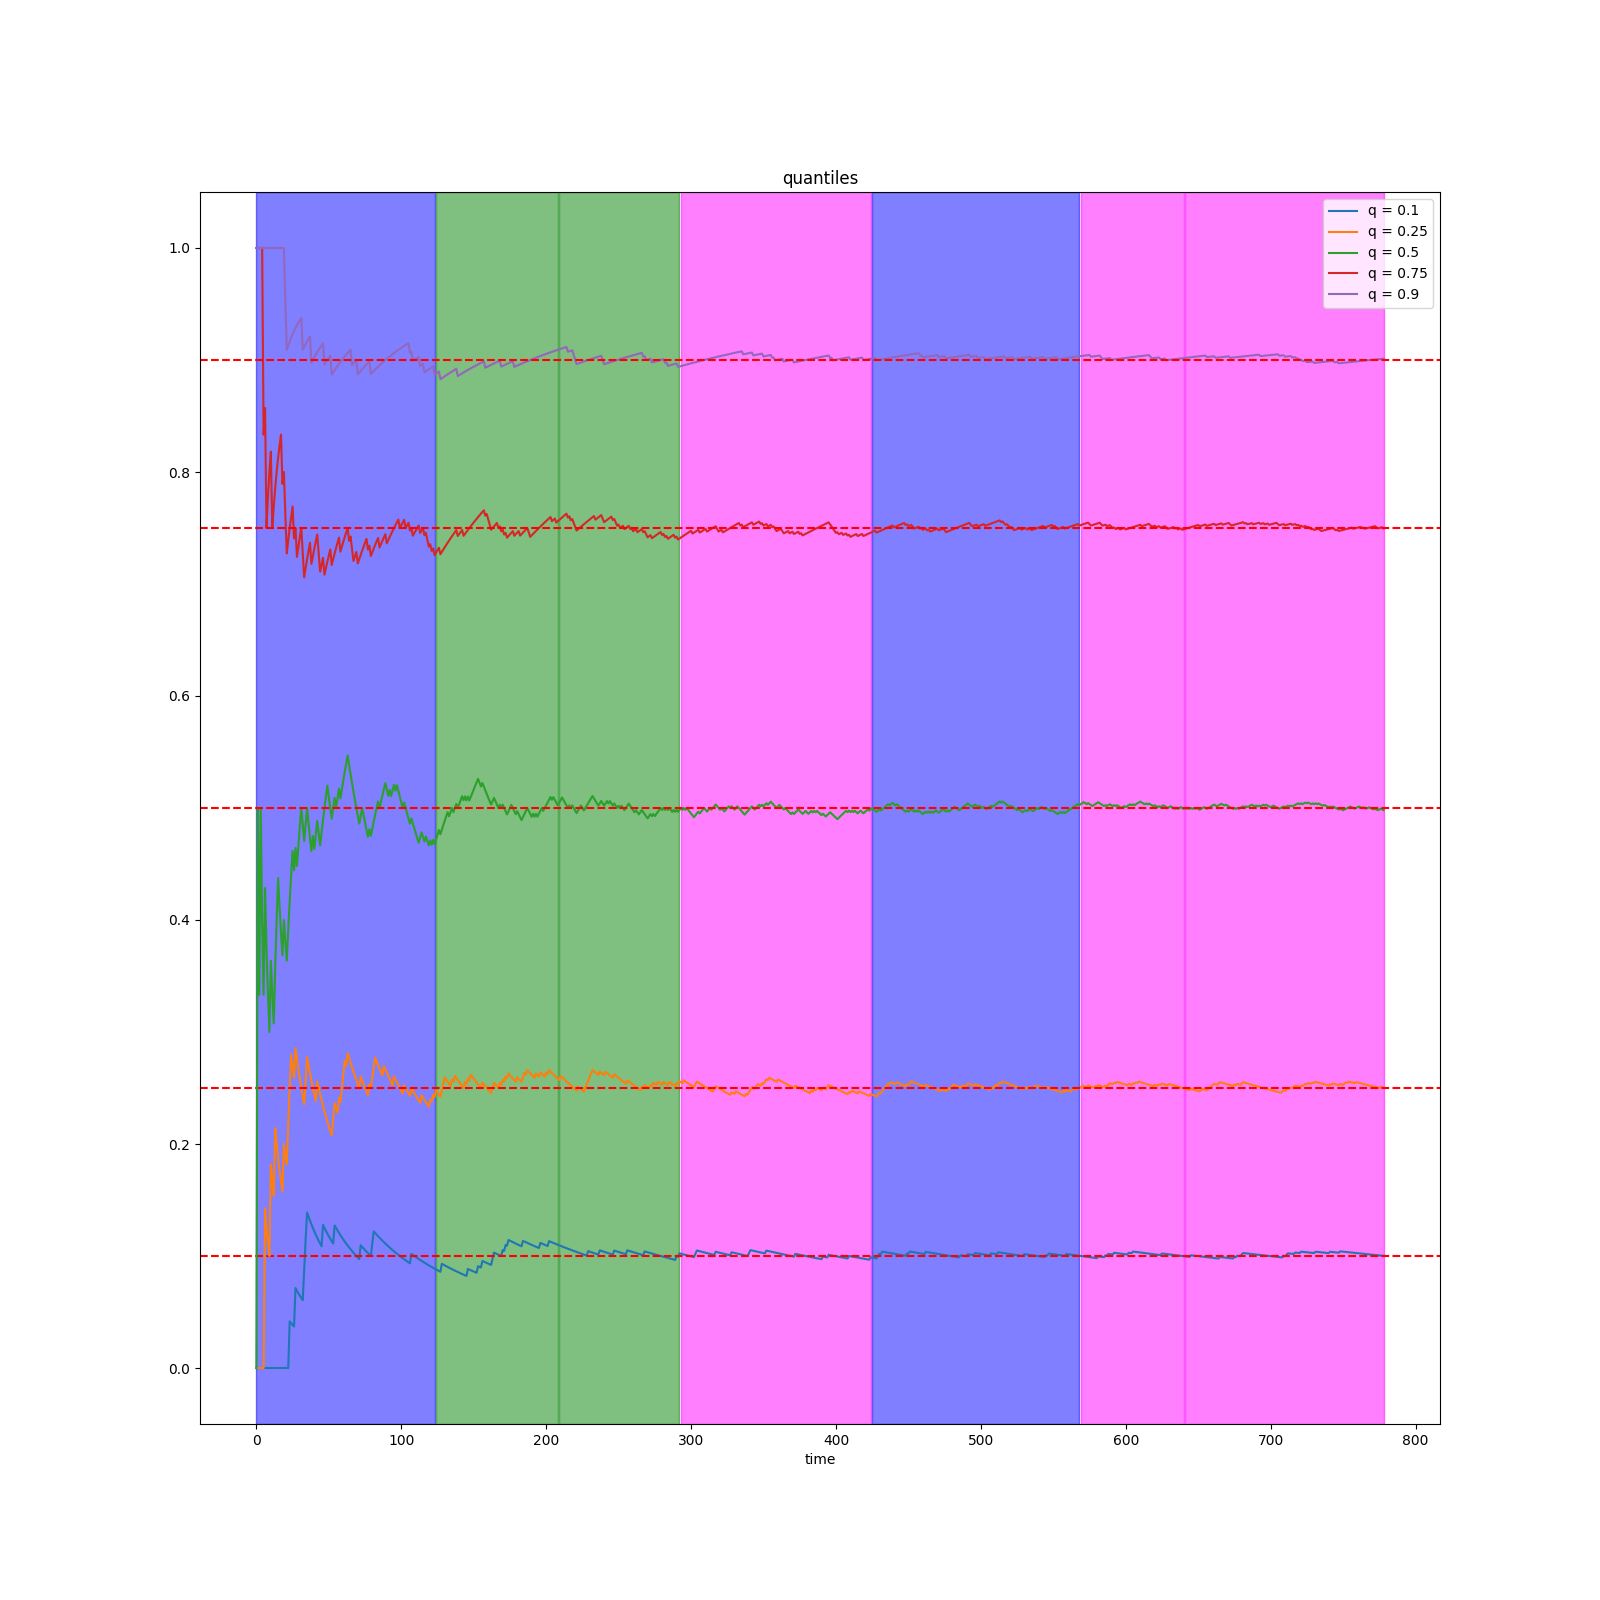 quantiles
q = 0.1
q = 0.25
q = 0.5
q = 0.75
q = 0.9
1.0
0.8
0.6
0.4
0.2
0.0
0 100 200 300 400 500 600 700 800
time